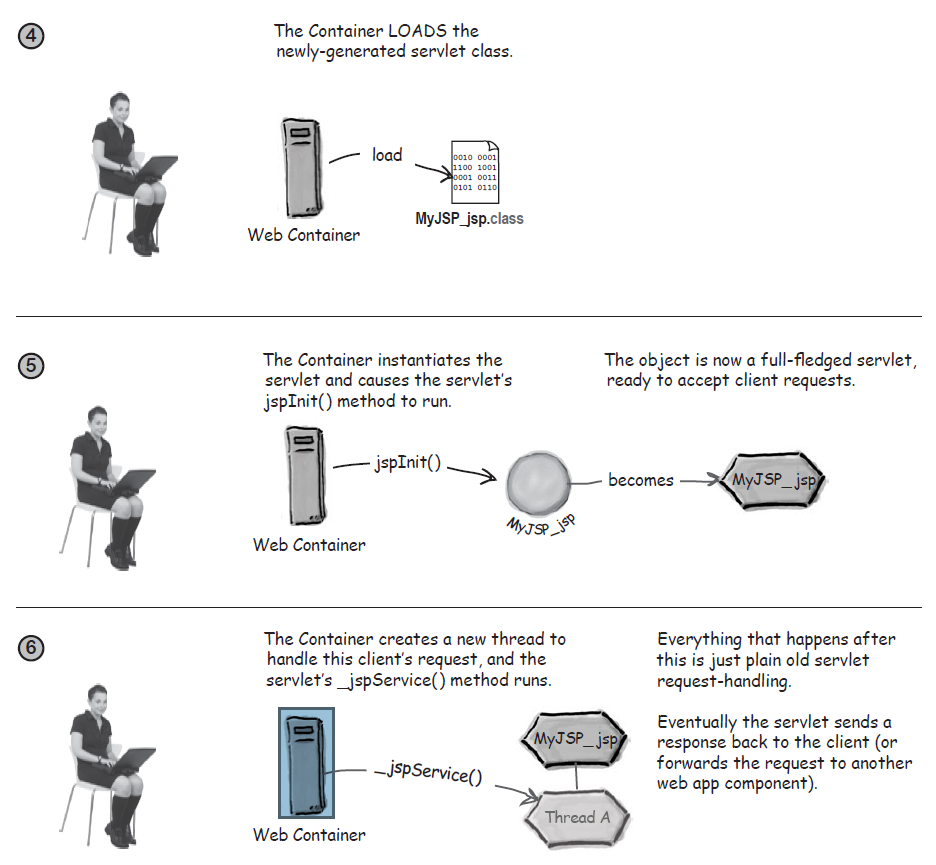 4
The Container LOADS the
newly-generated servlet class.
load
0010 0001
1100 1001
0001 0011
0101 0110
MyJSP_jsp.class
Web Container
5
The Container instantiates the
servlet and causes the servlet's
jspInit() method to run.
The object is now a full-fledged servlet,
ready to accept client requests.
jspInit()
becomes
MyJSP_jsp
MyJSP_jsp
Web Container
6
The Container creates a new thread to
handle this client's request, and the
servlet's _jspService() method runs.
Everything that happens after
this is just plain old servlet
request-handling.
Eventually the servlet sends a
response back to the client (or
forwards the request to another
web app component).
MyJSP_jsp
_jspService()
Thread A
Web Container